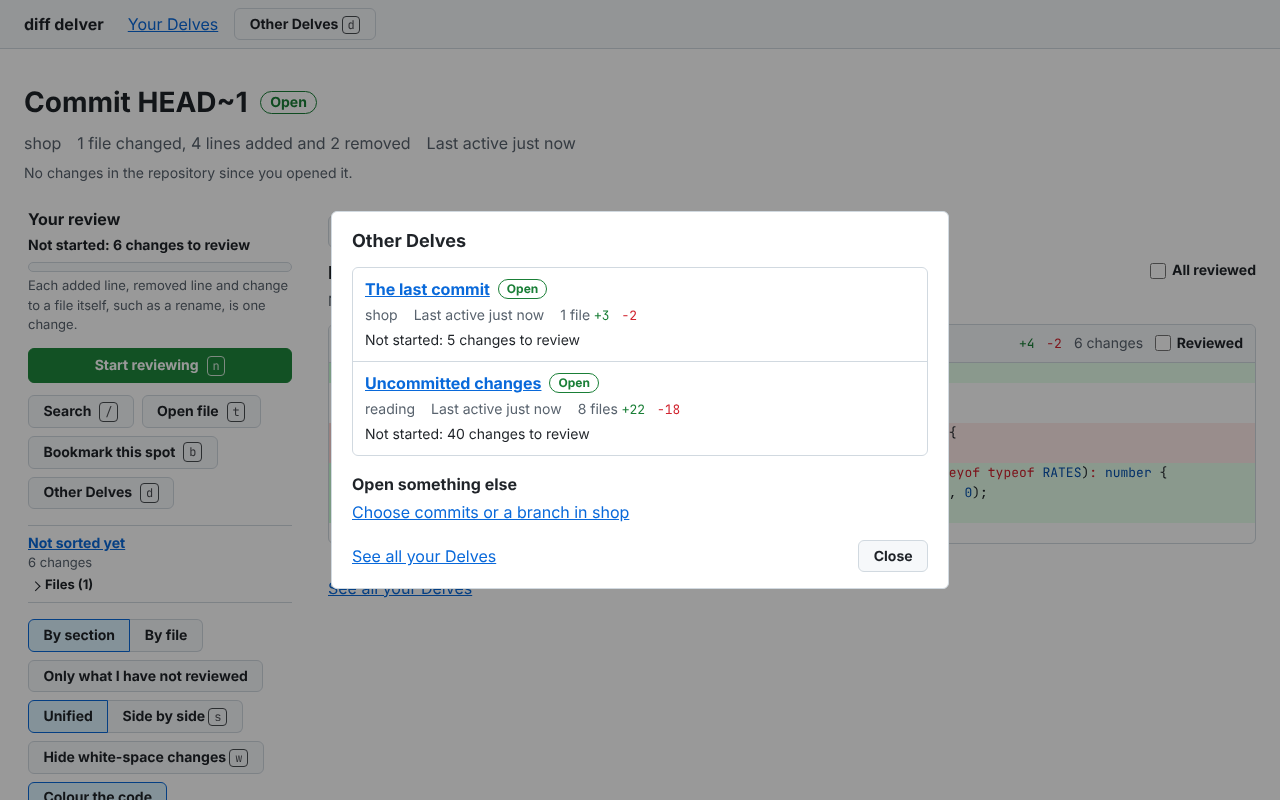 diff delver Your Delves Other Delves d
Commit HEAD~1 Open
shop 1 file changed, 4 lines added and 2 removed Last active just now
No changes in the repository since you opened it.
Your review
Not started: 6 changes to review
Each added line, removed line and change
to a file itself, such as a rename, is one
change.
Start reviewing n
Search / Open file t
Bookmark this spot b
Other Delves d
Not sorted yet
6 changes
Files (1)
By section By file
Only what I have not reviewed
Unified Side by side s
Hide white-space changes w
Colour the code
Other Delves
The last commit Open
shop Last active just now 1 file +3 -2
Not started: 5 changes to review
Uncommitted changes Open
reading Last active just now 8 files +22 -18
Not started: 40 changes to review
Open something else
Choose commits or a branch in shop
See all your Delves Close
All reviewed
+4 -2 6 changes Reviewed
{
typeof RATES): number {
, 0);
See all your Delves